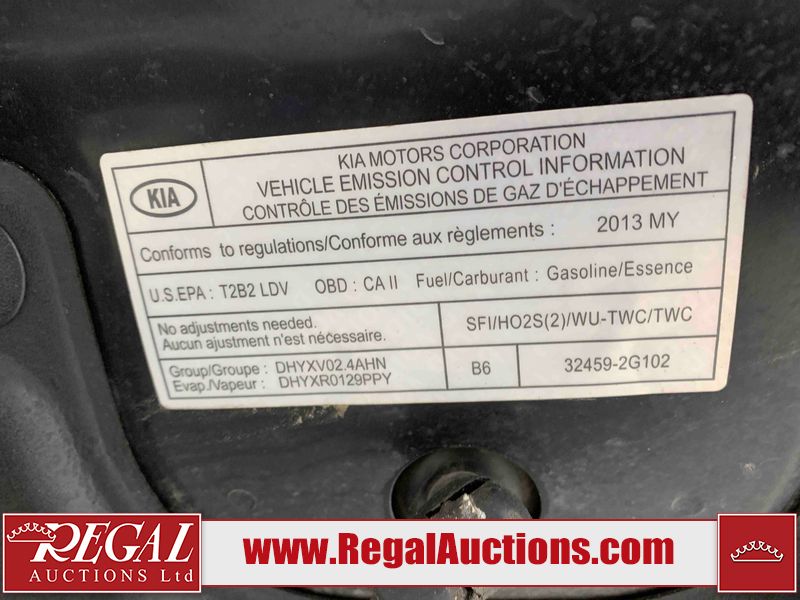 KIA
KIA MOTORS CORPORATION
VEHICLE EMISSION CONTROL INFORMATION
CONTRÔLE DES ÉMISSIONS DE GAZ D'ÉCHAPPEMENT
Conforms to regulations/Conforme aux règlements : 2013 MY
U.S.EPA : T2B2 LDV OBD : CA II Fuel/Carburant : Gasoline/Essence
No adjustments needed.
Aucun ajustment n'est nécessaire.
SFI/HO2S(2)/WU-TWC/TWC
Group/Groupe : DHYXV02.4AHN
Evap./Vapeur : DHYXR0129PPY
B6
32459-2G102
REGAL
AUCTIONS Ltd
www.RegalAuctions.com